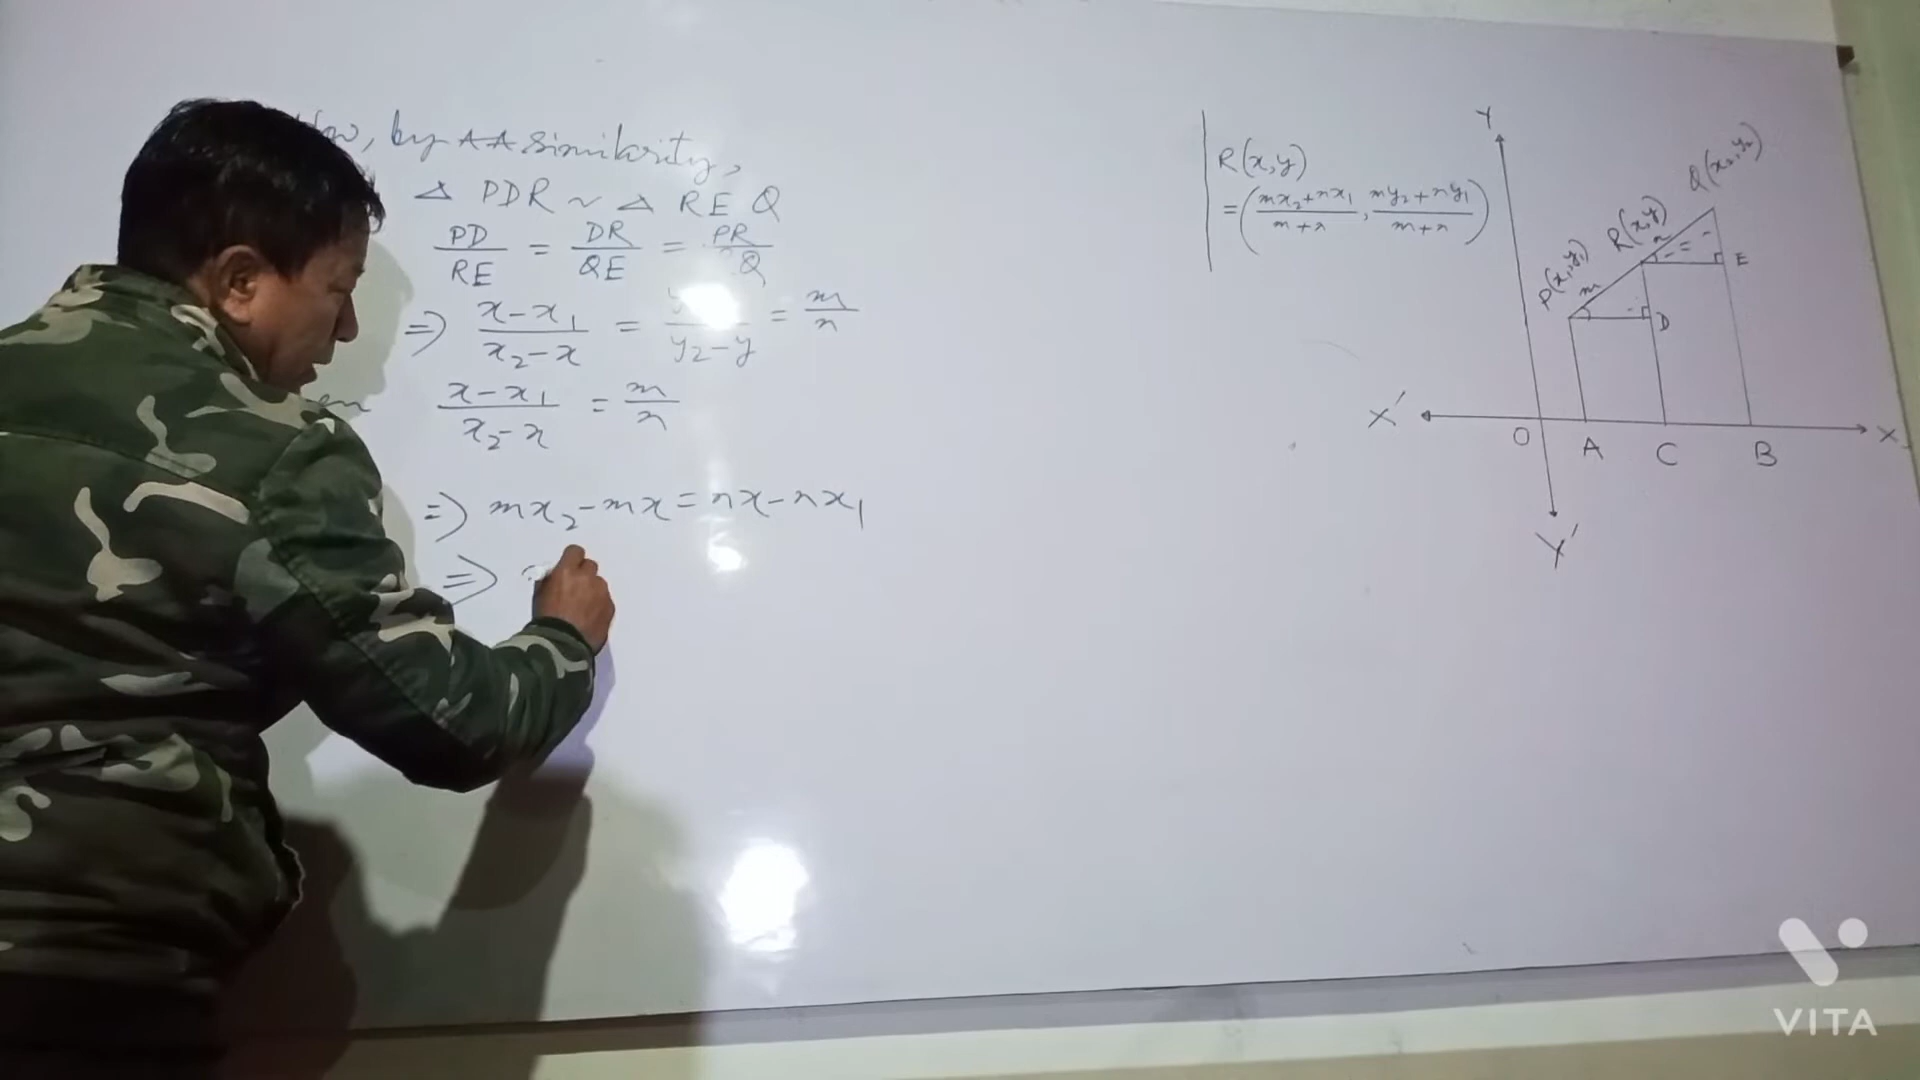 , by AA similarity,
△ PDR ~ △ REQ
PD/RE = DR/QE = PR/Q
=> x-x₁/x₂-x = /y₂-y = m/n
x-x₁/x₂-x = m/n
=> mx₂-mx = nx-nx₁
=>
R(x,y)
= (mx₂+nx₁/m+n, my₂+ny₁/m+n)
Y
Q(x₂,y₂)
R(x,y)
n
P(x₁,y₁)
m
E
D
X'
O
A
C
B
X
Y'
VITA